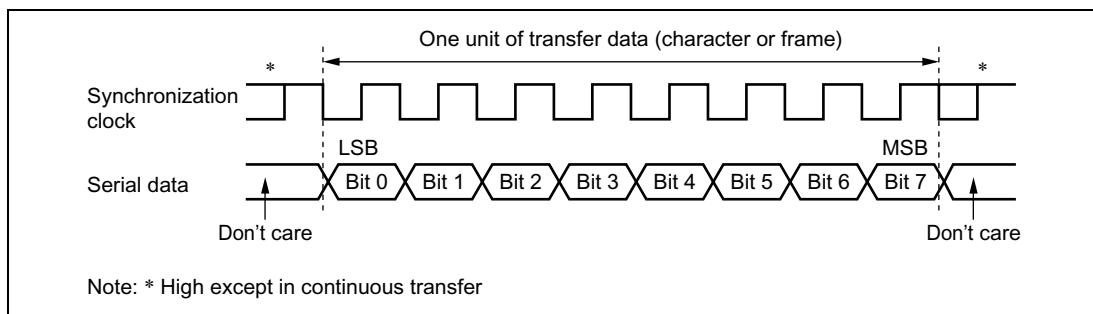 One unit of transfer data (character or frame)
* *
Synchronization
clock
LSB MSB
Serial data Bit 0 Bit 1 Bit 2 Bit 3 Bit 4 Bit 5 Bit 6 Bit 7
Don’t care Don’t care
Note: * High except in continuous transfer